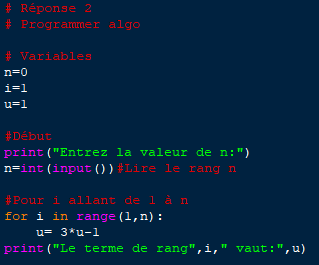 # Réponse 2
# Programmer algo
# Variables
n=0
i=1
u=1
#Début
print("Entrez la valeur de n:")
n=int(input())#Lire le rang n
#Pour i allant de 1 à n
for i in range(1,n):
    u= 3*u-1
print("Le terme de rang",i," vaut:",u)